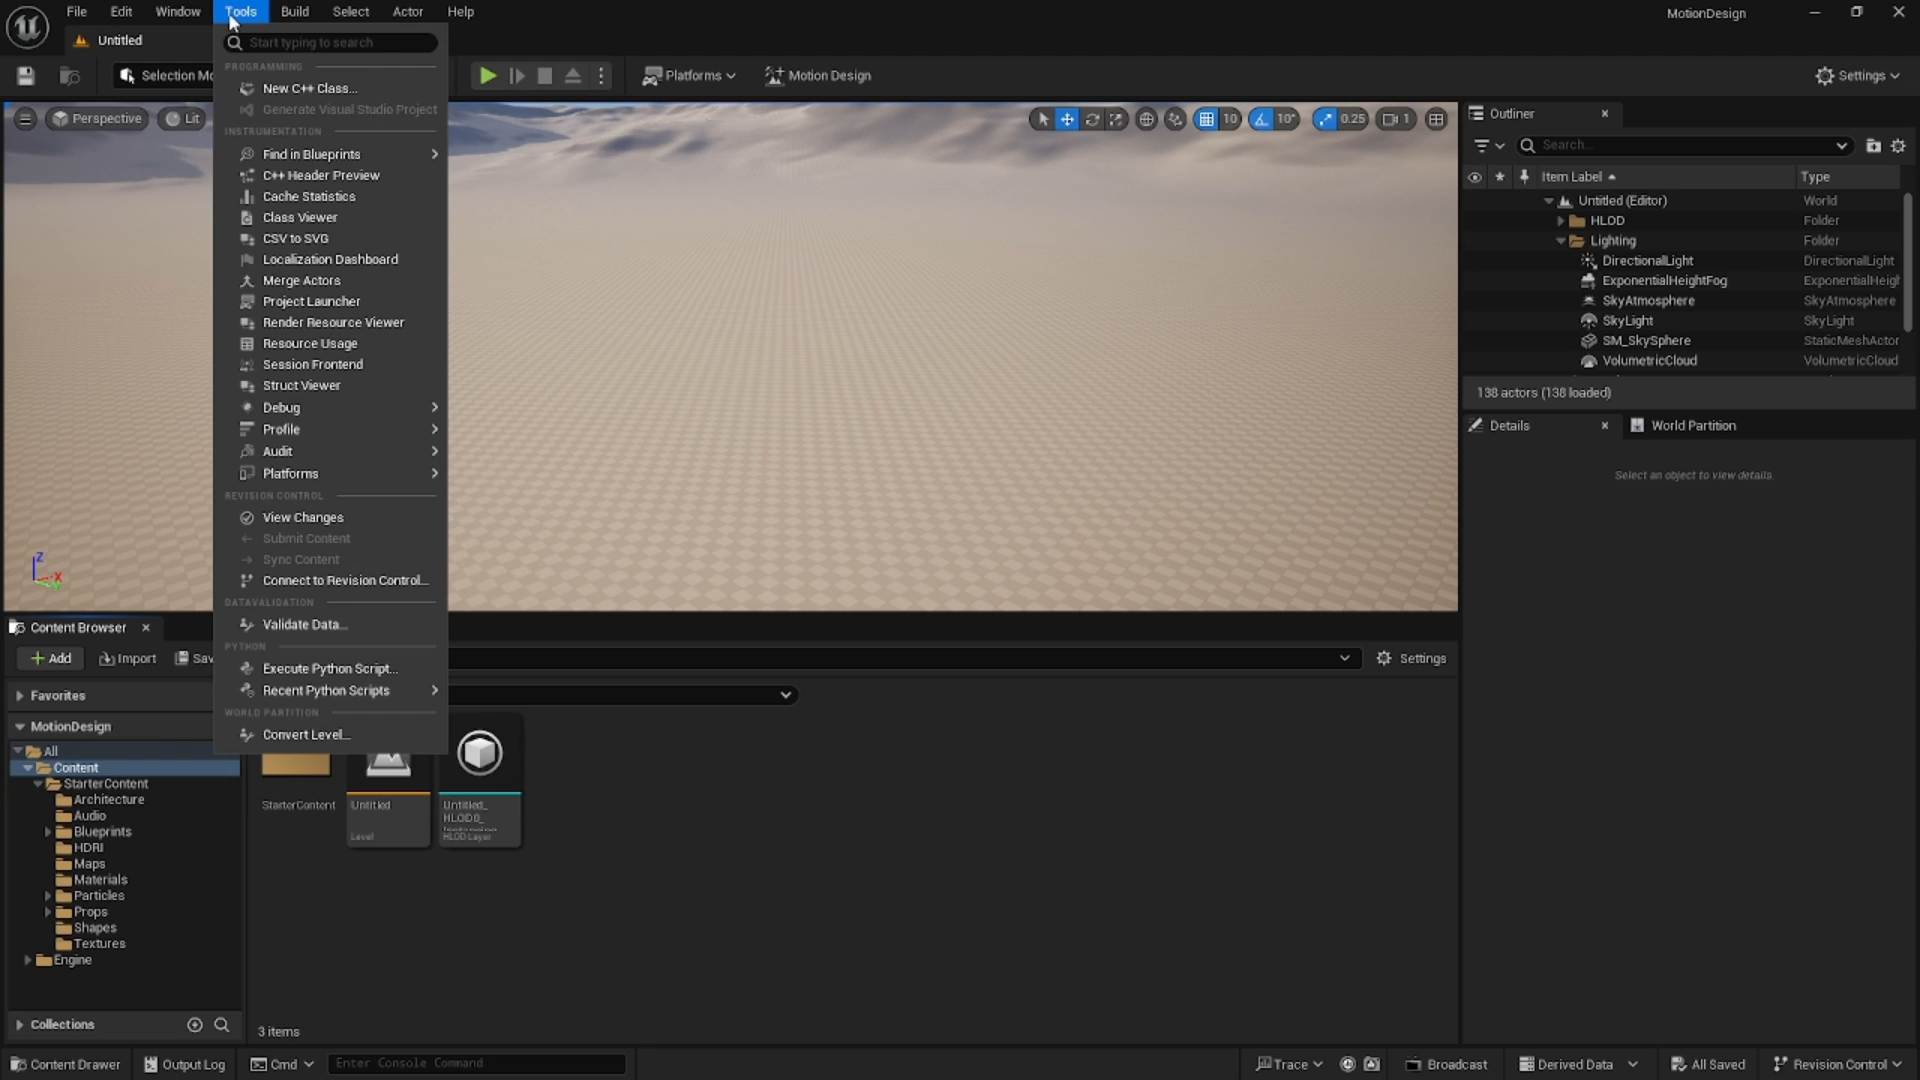 File Edit Window Tools Build Select Actor Help
MotionDesign
Untitled
Start typing to search
Selection Mo
Platforms
Motion Design
Settings
PROGRAMMING
New C++ Class...
Generate Visual Studio Project
INSTRUMENTATION
Find in Blueprints
C++ Header Preview
Cache Statistics
Class Viewer
CSV to SVG
Localization Dashboard
Merge Actors
Project Launcher
Render Resource Viewer
Resource Usage
Session Frontend
Struct Viewer
Debug
Profile
Audit
Platforms
REVISION CONTROL
View Changes
Submit Content
Sync Content
Connect to Revision Control...
DATAVALIDATION
Validate Data...
PYTHON
Execute Python Script...
Recent Python Scripts
WORLD PARTITION
Convert Level...
Perspective
Lit
10
10°
0.25
1
Z
X
Outliner
Search...
Item Label Type
Untitled (Editor) World
HLOD Folder
Lighting Folder
DirectionalLight DirectionalLight
ExponentialHeightFog ExponentialHeigh
SkyAtmosphere SkyAtmosphere
SkyLight SkyLight
SM_SkySphere StaticMeshActor
VolumetricCloud VolumetricCloud
138 actors (138 loaded)
Details
World Partition
Select an object to view details.
Content Browser
Add
Import
Sav
Settings
Favorites
MotionDesign
All
Content
StarterContent
Architecture
Audio
Blueprints
HDRI
Maps
Materials
Particles
Props
Shapes
Textures
Engine
Collections
StarterContent
Untitled
Level
Untitled_
HLOD0_
HLOD Layer
3 items
Content Drawer
Output Log
Cmd
Enter Console Command
Trace
Broadcast
Derived Data
All Saved
Revision Control